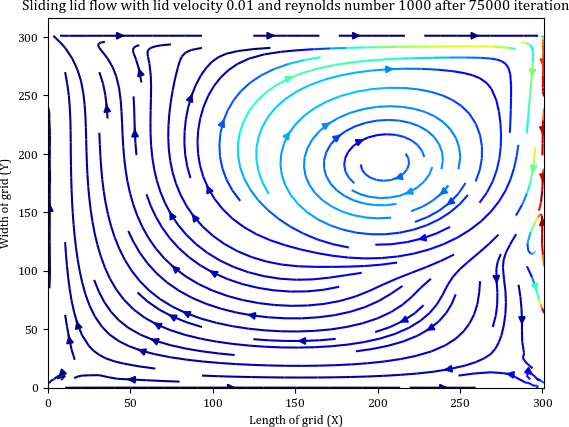 Sliding lid flow with lid velocity 0.01 and reynolds number 1000 after 75000 iteration
300
250
200
150
100
50
0
Width of grid (Y)
0 50 100 150 200 250 300
Length of grid (X)